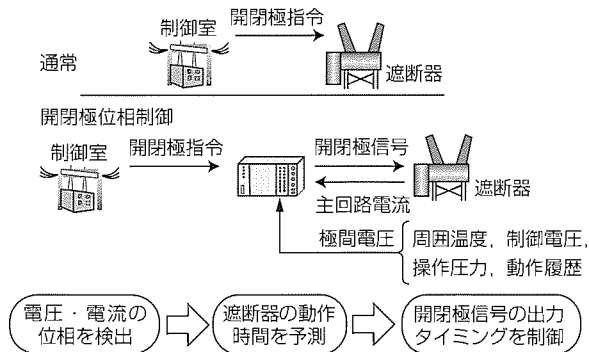 開閉極指令
制御室
通常
遮断器
開閉極位相制御
制御室
開閉極指令
開閉極信号
主回路電流
遮断器
極間電圧
周囲温度，制御電圧，
操作圧力，動作履歴
電圧・電流の
位相を検出
遮断器の動作
時間を予測
開閉極信号の出力
タイミングを制御